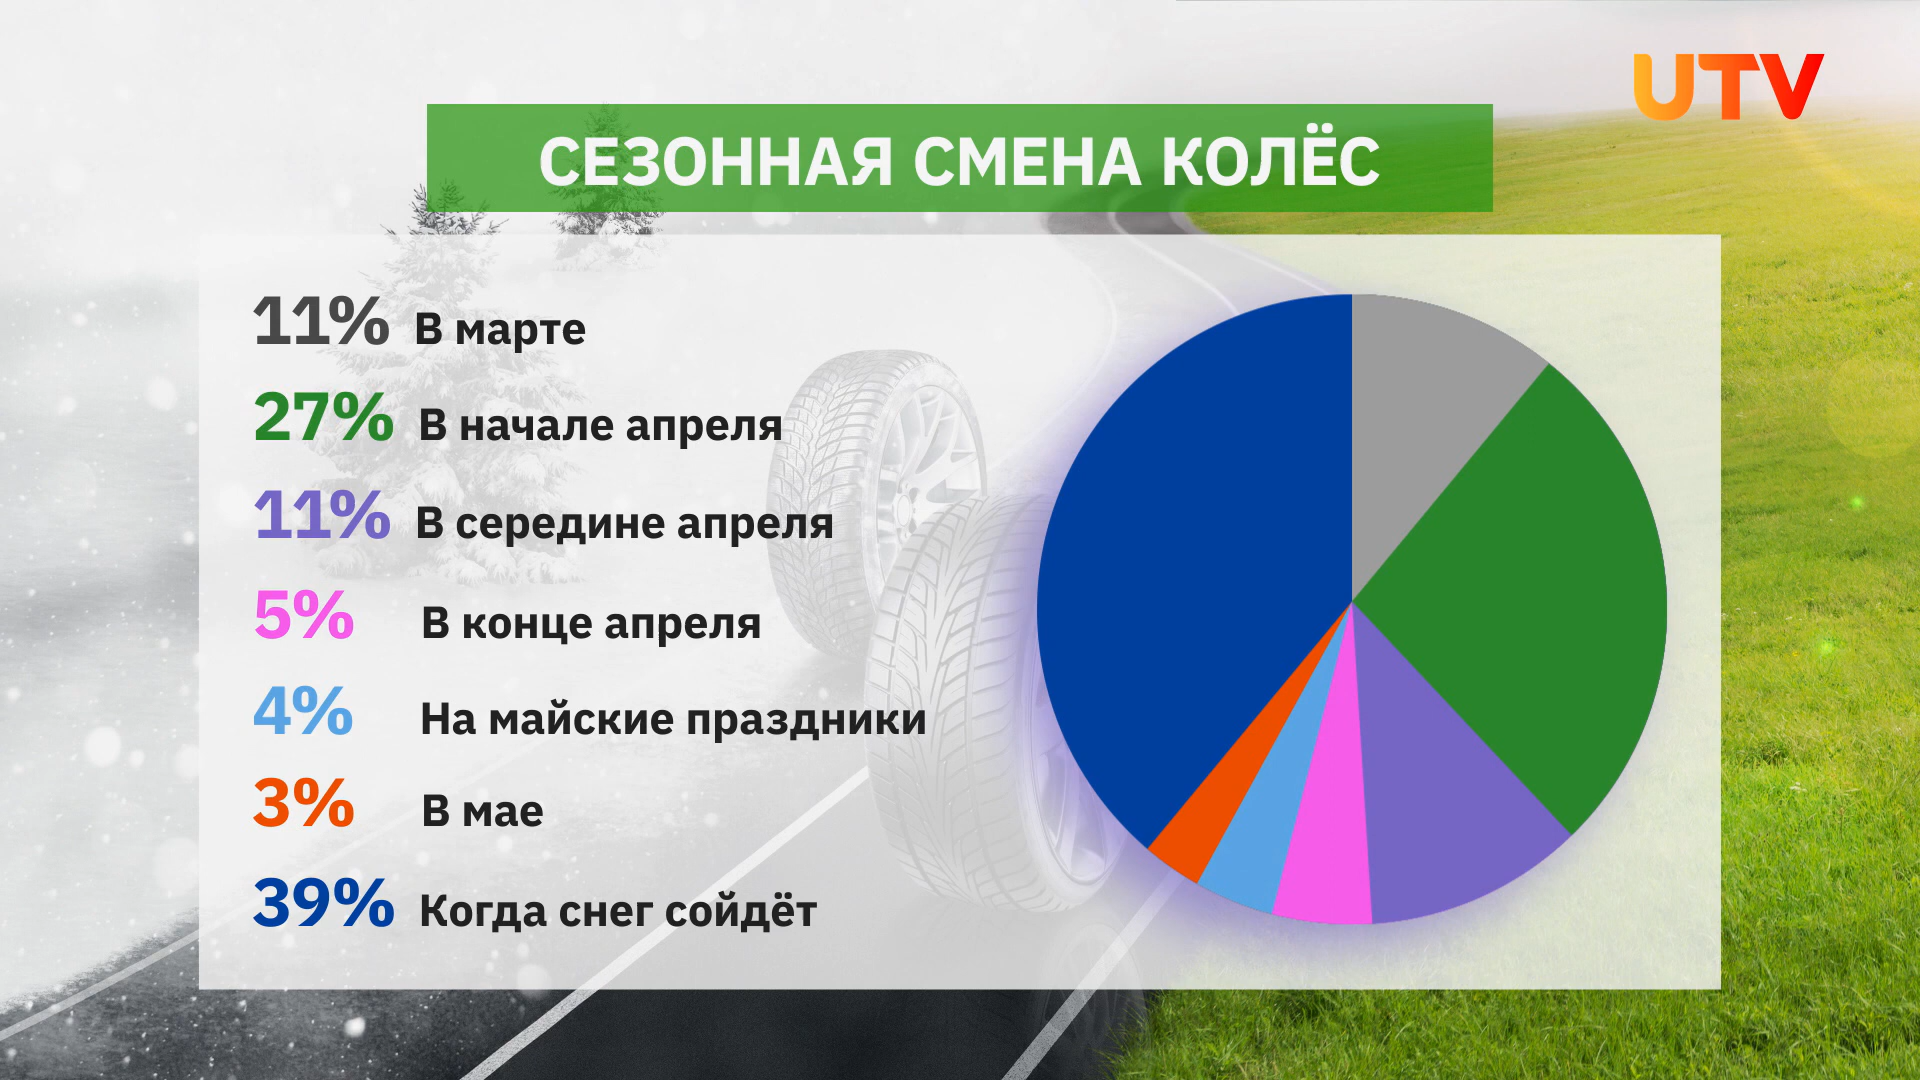 UTV
СЕЗОННАЯ СМЕНА КОЛЁС
11% В марте
27% В начале апреля
11% В середине апреля
5% В конце апреля
4% На майские праздники
3% В мае
39% Когда снег сойдёт